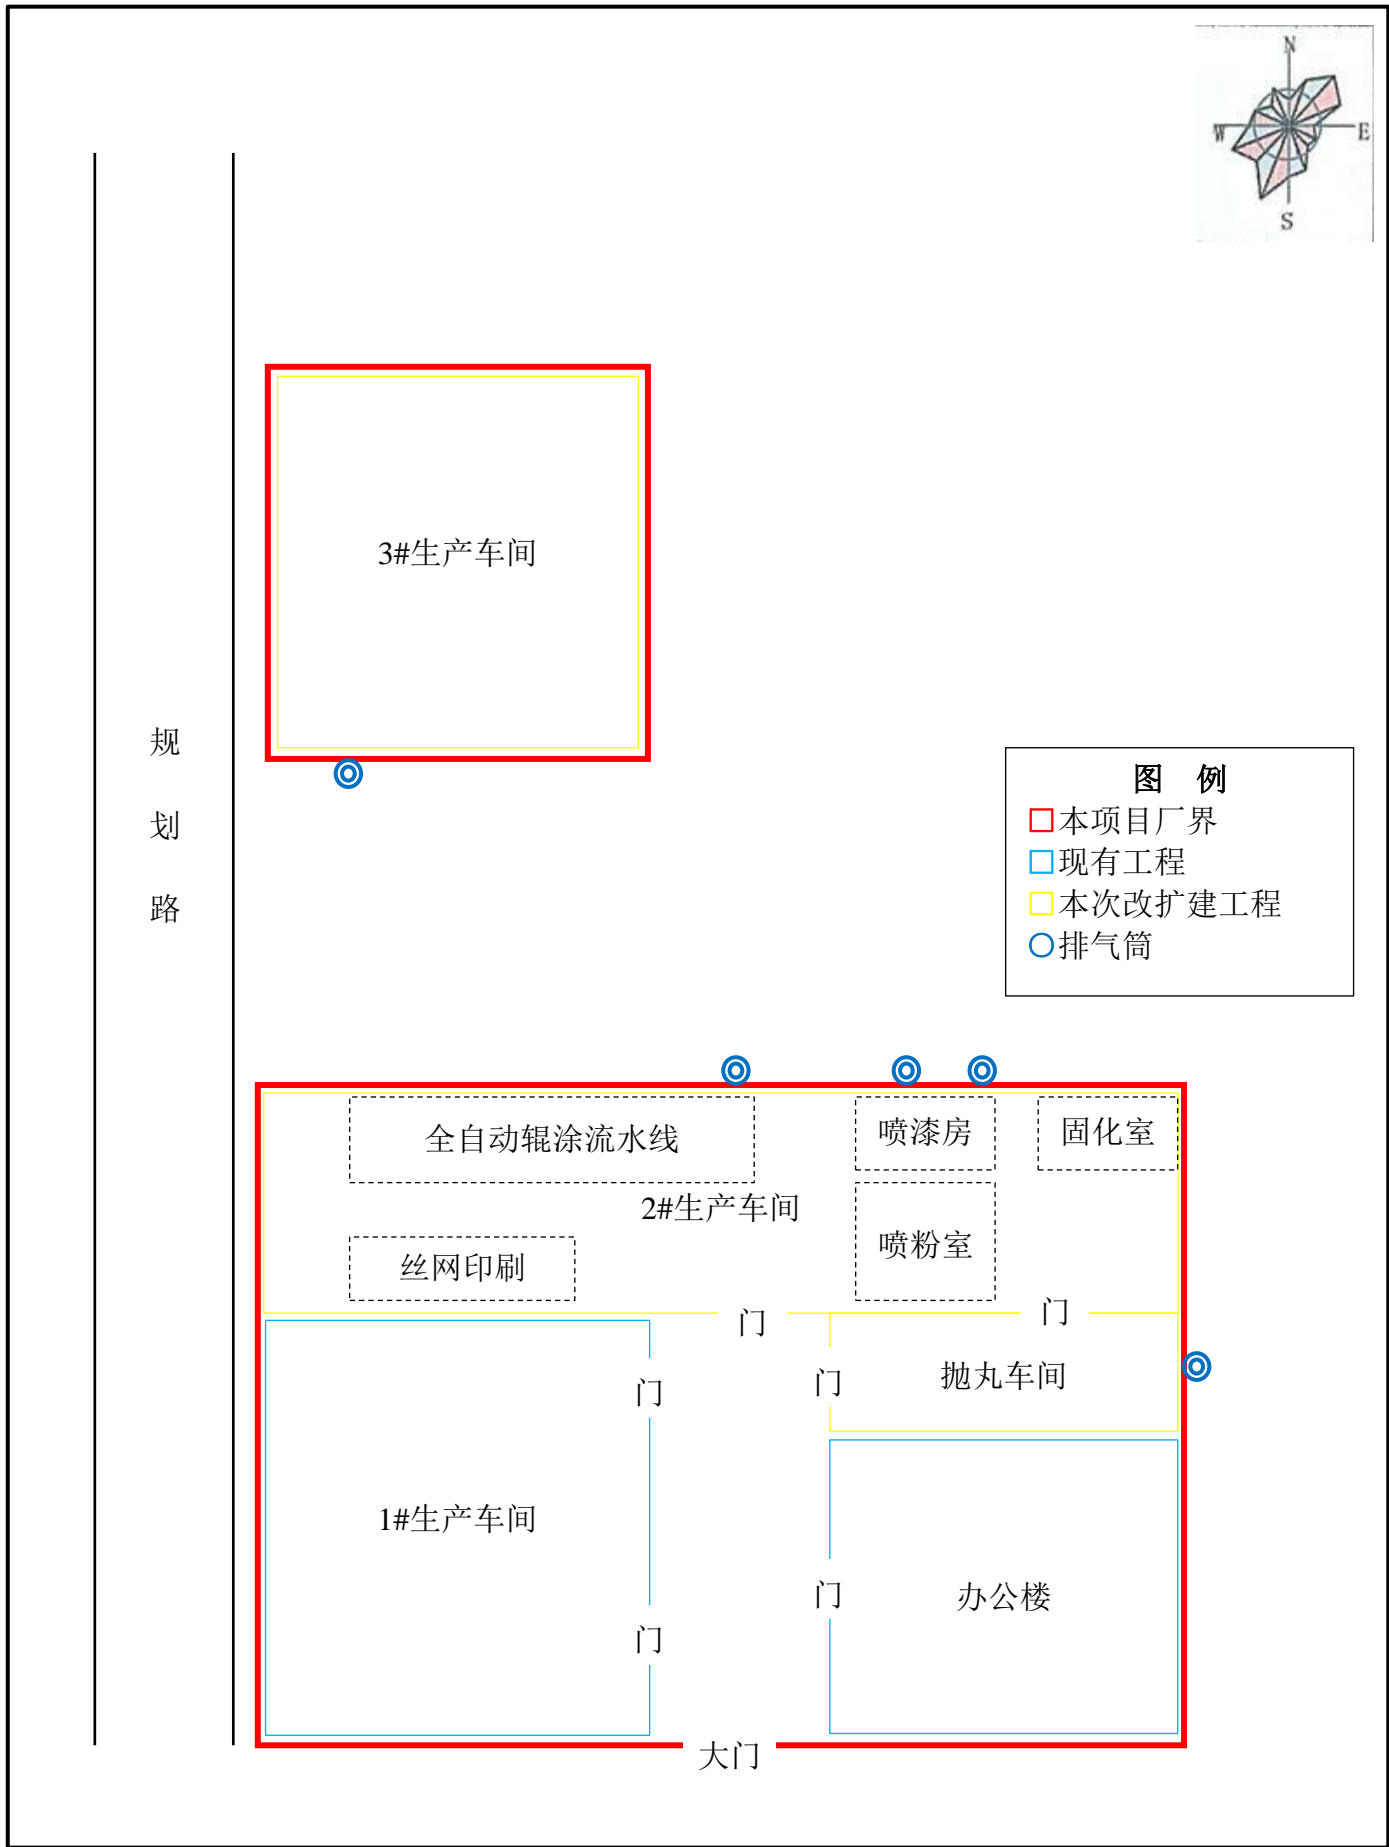 N
W
E
S
3#生产车间
规
划
路
图 例
本项目厂界
现有工程
本次改扩建工程
排气筒
全自动辊涂流水线
喷漆房
固化室
2#生产车间
喷粉室
丝网印刷
门
门
门
门
抛丸车间
1#生产车间
门
办公楼
门
大门